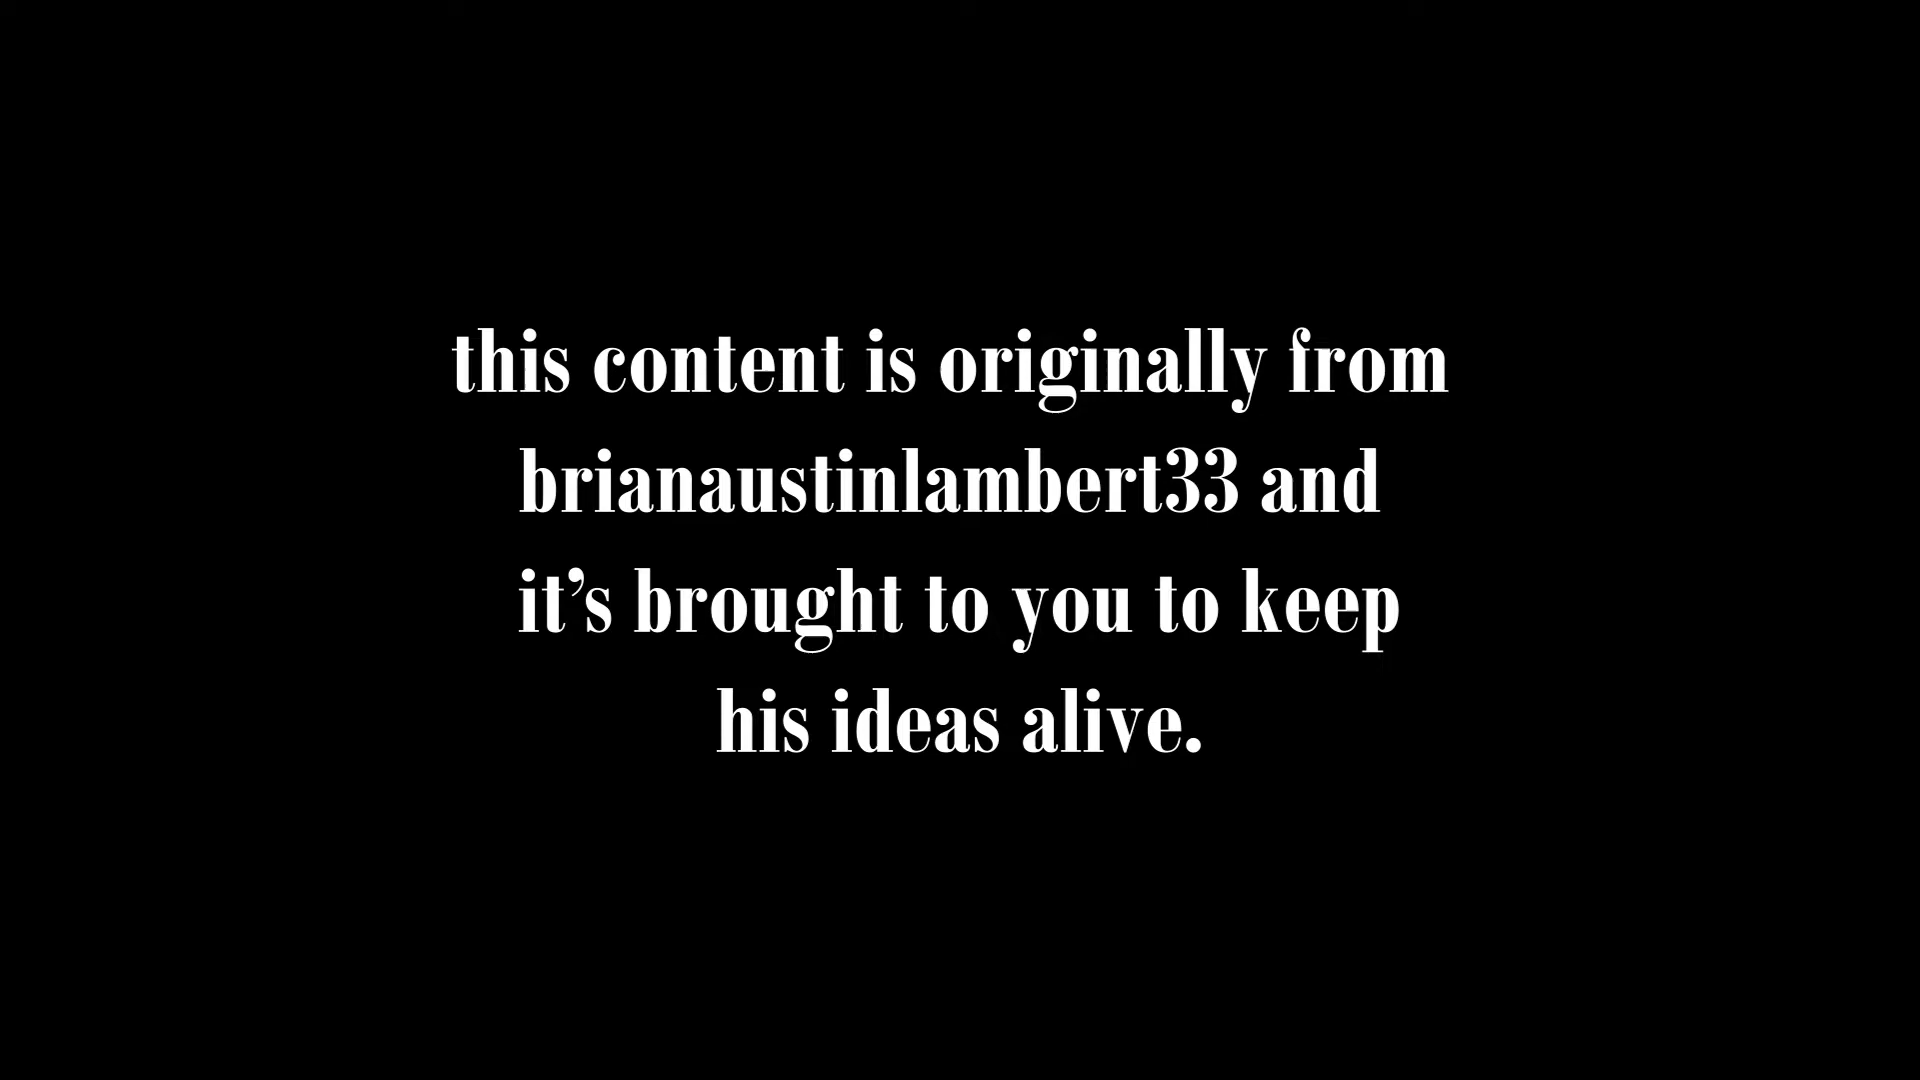 this content is originally from
brianaustinlambert33 and
it’s brought to you to keep
his ideas alive.